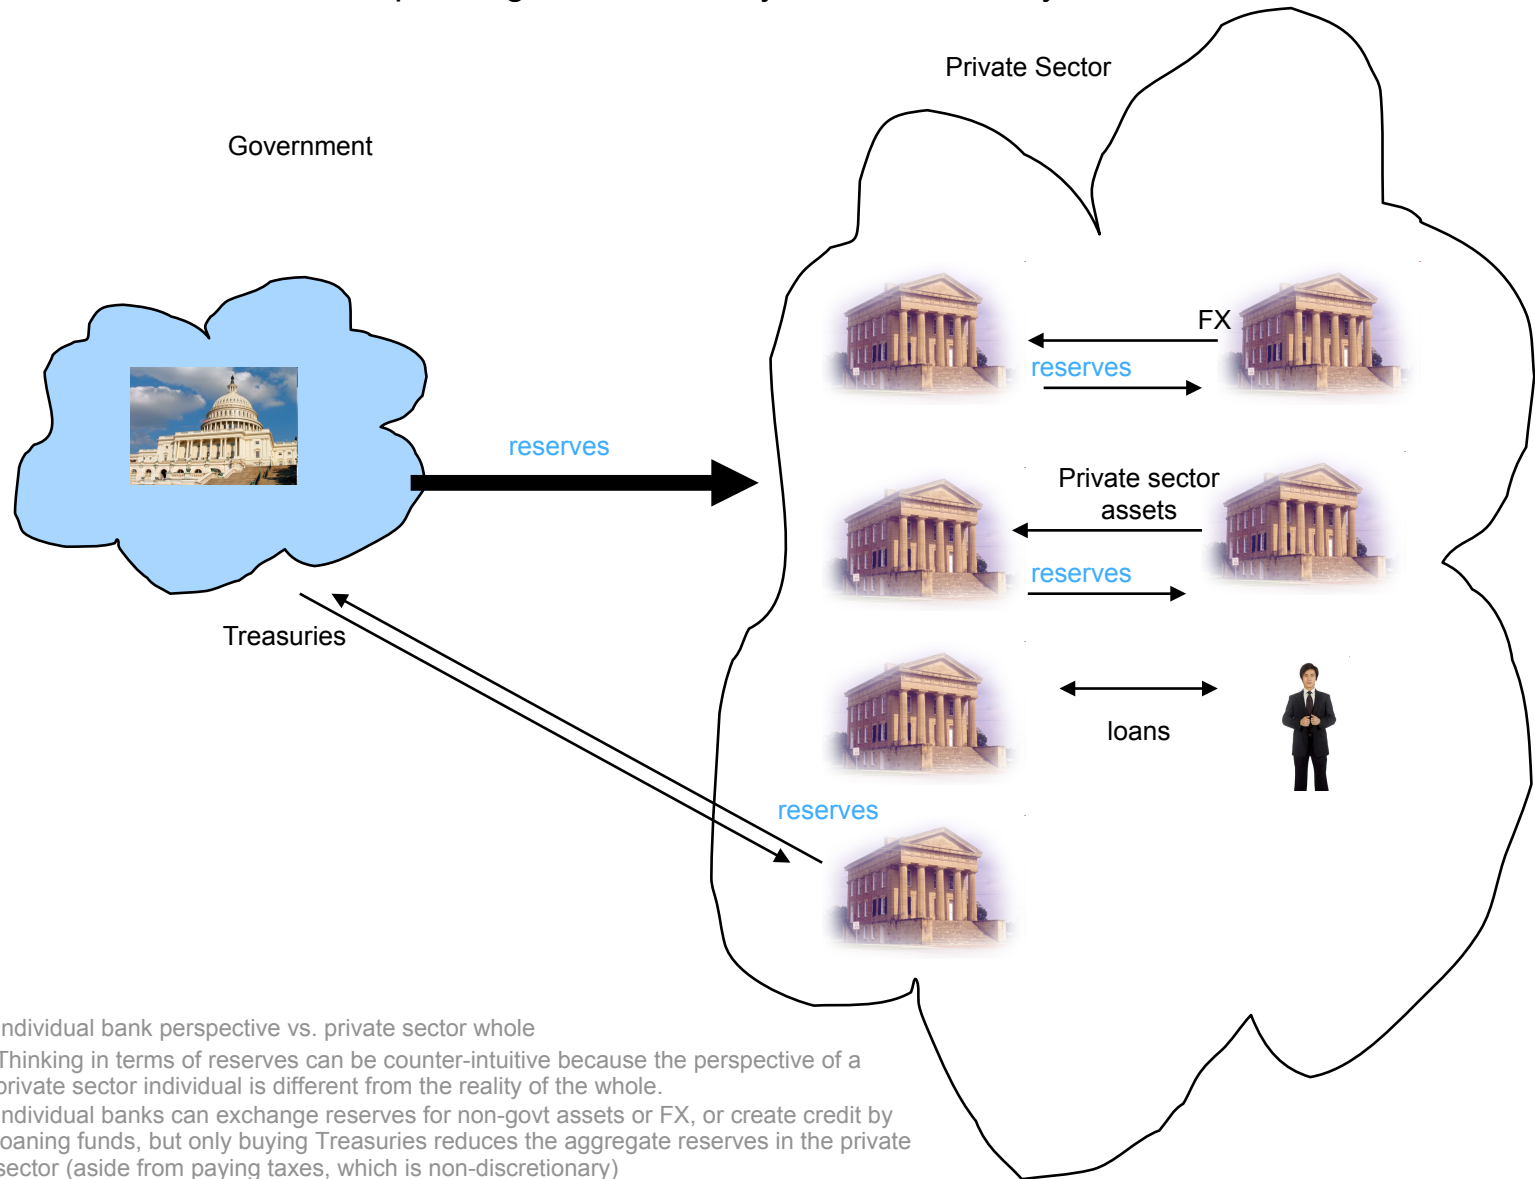 Private Sector
Government
FX
reserves
reserves
Private sector
assets
reserves
Treasuries
loans
reserves
Individual bank perspective vs. private sector whole
Thinking in terms of reserves can be counter-intuitive because the perspective of a
private sector individual is different from the reality of the whole.
Individual banks can exchange reserves for non-govt assets or FX, or create credit by
loaning funds, but only buying Treasuries reduces the aggregate reserves in the private
sector (aside from paying taxes, which is non-discretionary)